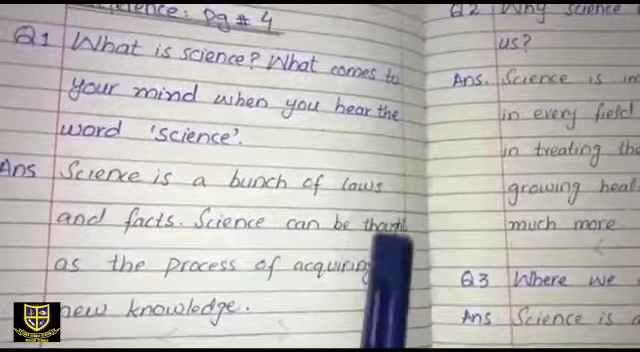 Science: Pg # 4
Q1 What is science? What comes to
your mind when you hear the
word 'science'.
Ans Science is a bunch of laws
and facts. Science can be thought
as the process of acquiring
new knowledge.
Q2 Why science
us?
Ans. Science is
in every field
in treating
growing
much more
Q3 Where we
Ans Science is